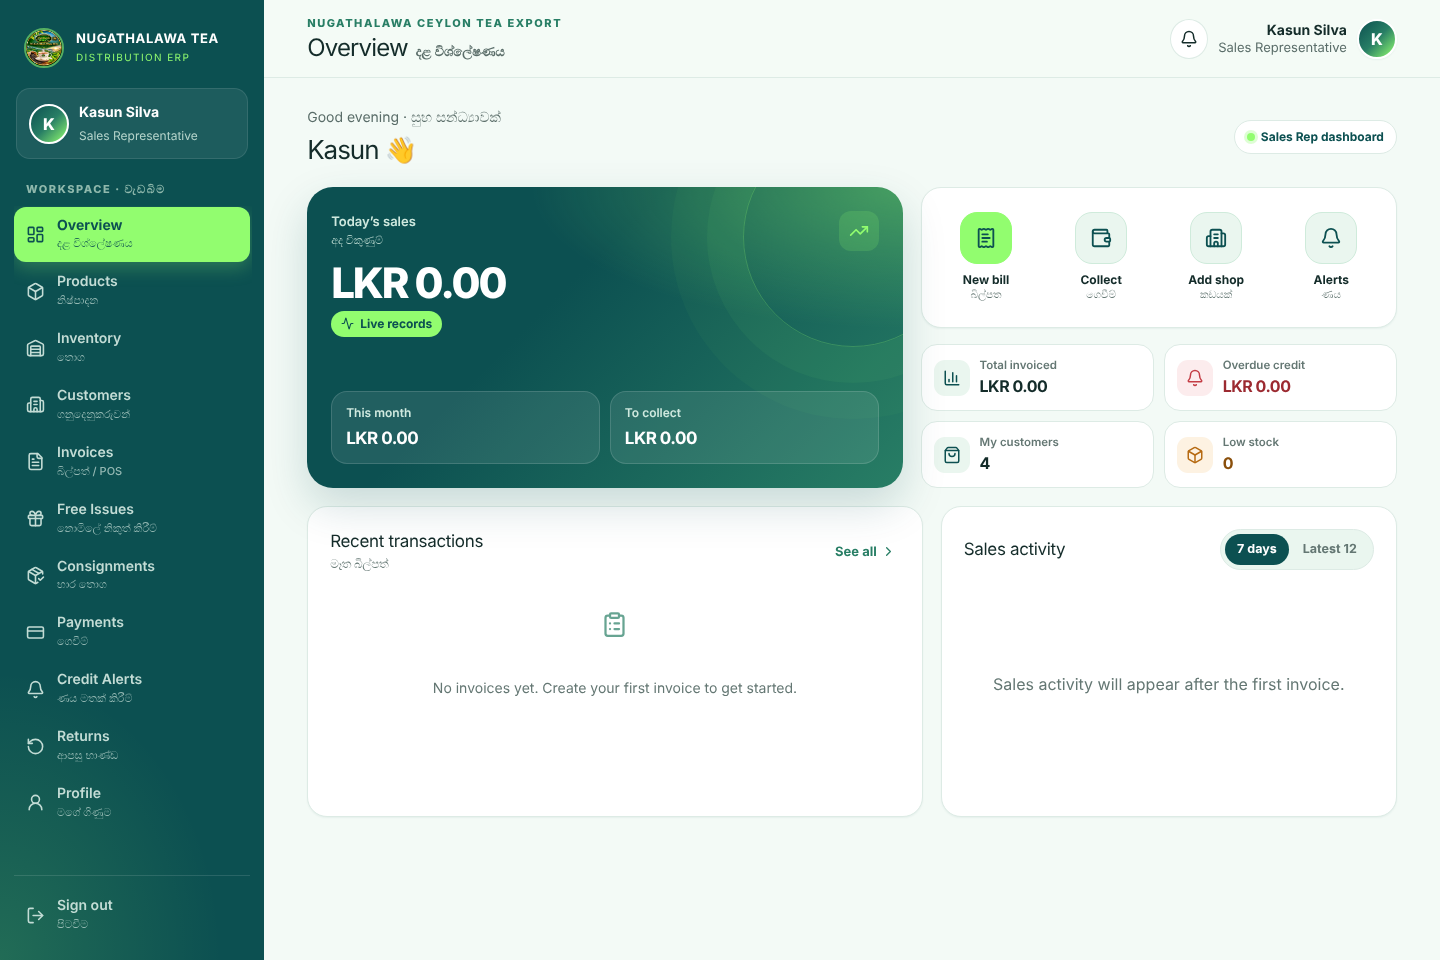 NUGATHALAWA TEA
DISTRIBUTION ERP
K
Kasun Silva
Sales Representative
WORKSPACE · වැඩබිම
Overview
දළ විශ්ලේෂණය
Products
නිෂ්පාදන
Inventory
තොග
Customers
ගනුදෙනුකරුවන්
Invoices
බිල්පත් / POS
Free Issues
නොමිලේ නිකුත් කිරීම්
Consignments
භාර තොග
Payments
ගෙවීම්
Credit Alerts
ණය මතක් කිරීම්
Returns
ආපසු භාණ්ඩ
Profile
මගේ ගිණුම
Sign out
පිටවීම
NUGATHALAWA CEYLON TEA EXPORT
Overview දළ විශ්ලේෂණය
Kasun Silva
Sales Representative
K
Good evening · සුභ සන්ධ්‍යාවක්
Kasun 👋
Sales Rep dashboard
Today's sales
අද විකුණුම්
LKR 0.00
Live records
This month
LKR 0.00
To collect
LKR 0.00
New bill
බිල්පත
Collect
ගෙවීම්
Add shop
කඩයක්
Alerts
ණය
Total invoiced
LKR 0.00
Overdue credit
LKR 0.00
My customers
4
Low stock
0
Recent transactions
මෑත බිල්පත්
See all
No invoices yet. Create your first invoice to get started.
Sales activity
7 days
Latest 12
Sales activity will appear after the first invoice.